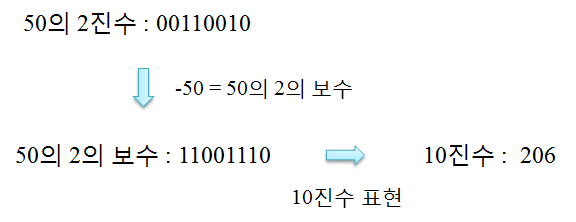 50의 2진수 : 00110010
-50 = 50의 2의 보수
50의 2의 보수 : 11001110
10진수 : 206
10진수 표현